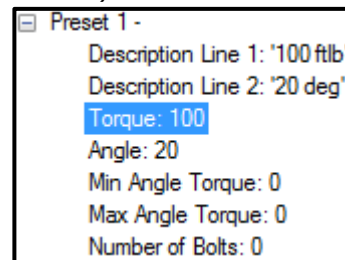 Preset 1 -
Description Line 1: '100 ftlb'
Description Line 2: '20 deg'
Torque: 100
Angle: 20
Min Angle Torque: 0
Max Angle Torque: 0
Number of Bolts: 0